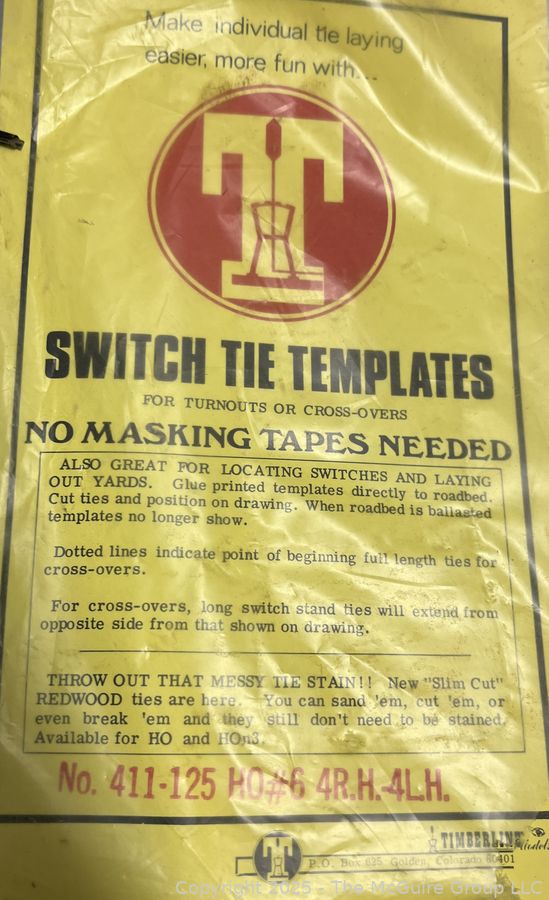 Make individual tie laying
easier, more fun with...
T
SWITCH TIE TEMPLATES
FOR TURNOUTS OR CROSS-OVERS
NO MASKING TAPES NEEDED
ALSO GREAT FOR LOCATING SWITCHES AND LAYING
OUT YARDS. Glue printed templates directly to roadbed.
Cut ties and position on drawing. When roadbed is ballasted
templates no longer show.
Dotted lines indicate point of beginning full length ties for
cross-overs.
For cross-overs, long switch stand ties will extend from
opposite side from that shown on drawing.
THROW OUT THAT MESSY TIE STAIN!! New "Slim Cut"
REDWOOD ties are here. You can sand 'em, cut 'em, or
even break 'em and they still don't need to be stained.
Available for HO and HOn3.
No. 411-125 HO#6 4R.H.-4L.H.
T
TIMBERLINE Models
P.O. Box 625 Golden, Colorado 80401
Copyright 2025 - The McGuire Group LLC